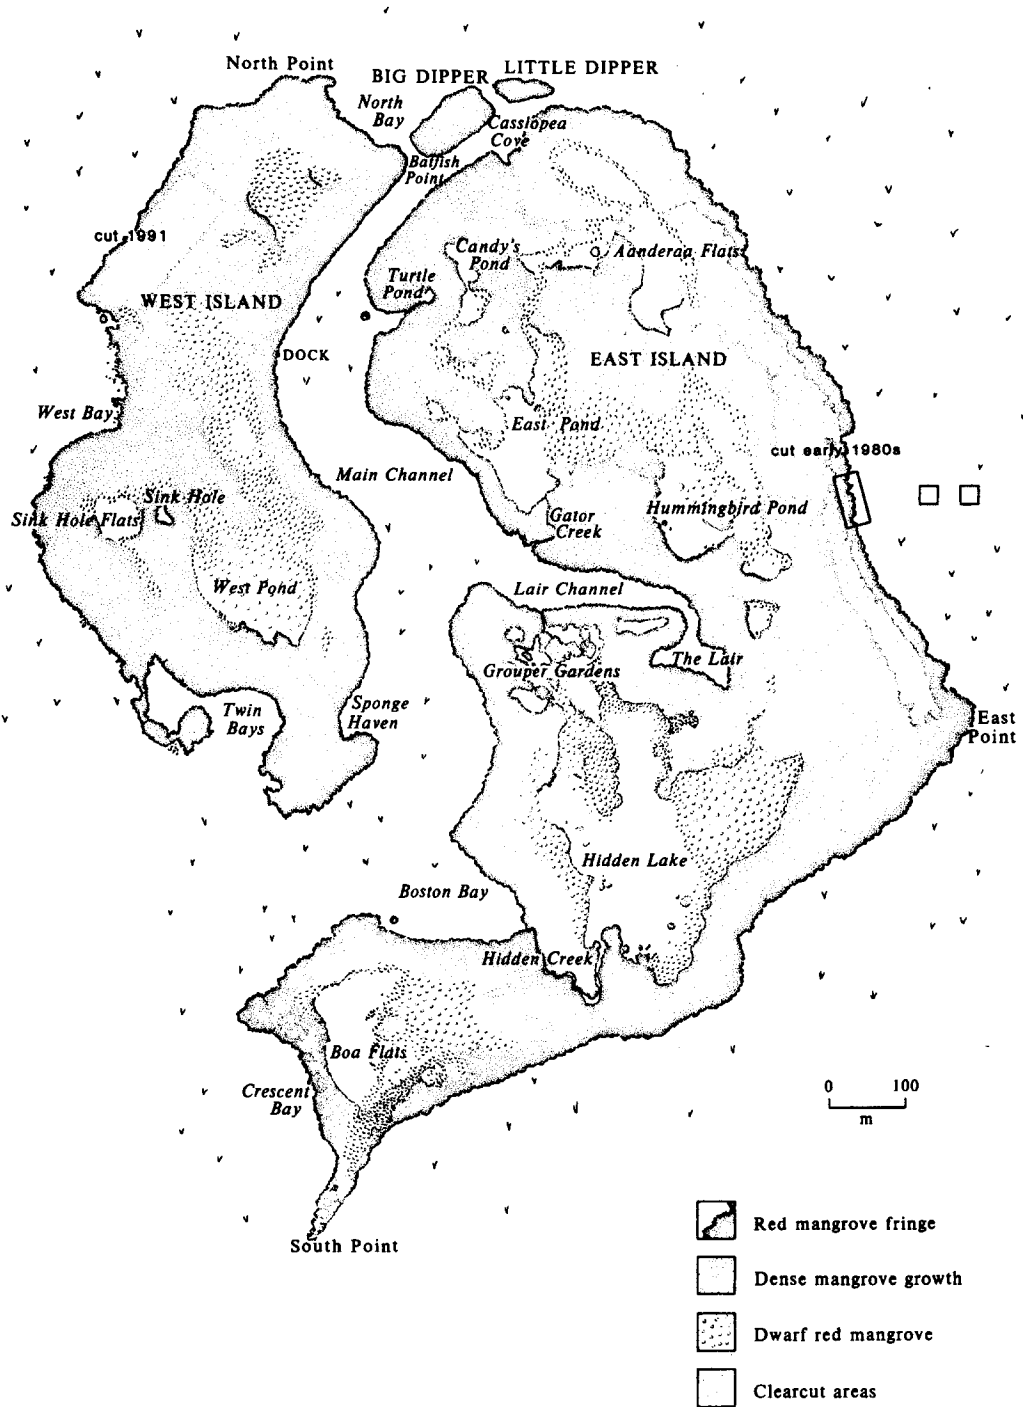 North Point
BIG DIPPER
LITTLE DIPPER
North
Bay
Cassiopea
Cove
Batfish
Point
cut 1991
Candy's
Pond
Aanderaa Flats
Turtle
Pond
WEST ISLAND
DOCK
EAST ISLAND
West Bay
East Pond
cut early 1980s
Main Channel
Sink Hole
Sink Hole Flats
Gator
Creek
Hummingbird Pond
West Pond
Lair Channel
Grouper Gardens
The Lair
Twin
Bays
Sponge
Haven
East
Point
Hidden Lake
Boston Bay
Hidden Creek
Boa Flats
Crescent
Bay
0 100
m
South Point
Red mangrove fringe
Dense mangrove growth
Dwarf red mangrove
Clearcut areas